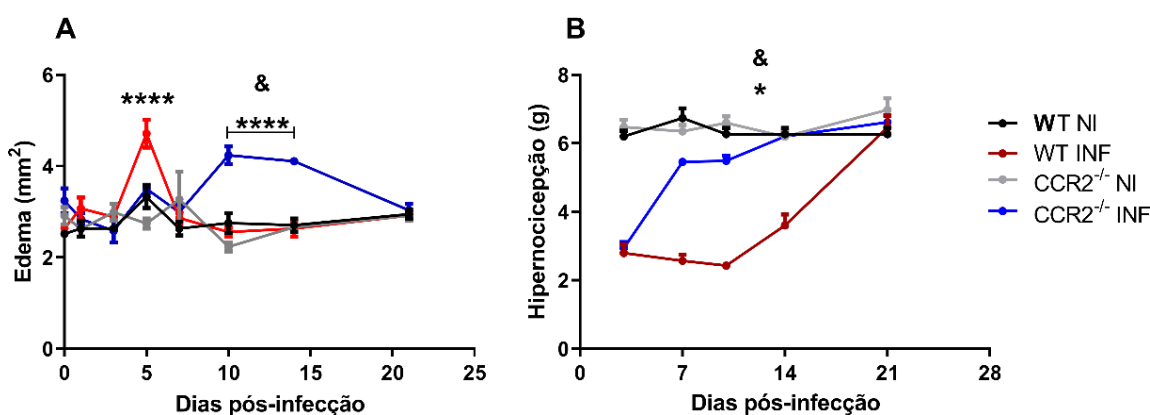 A
Edema (mm²)
6
4
2
0
****
&
****
0 5 10 15 20 25
Dias pós-infecção
B
Hipernocicepção (g)
8
6
4
2
0
&
*
7 14 21 28
Dias pós-infecção
WT NI
WT INF
CCR2⁻/⁻ NI
CCR2⁻/⁻ INF